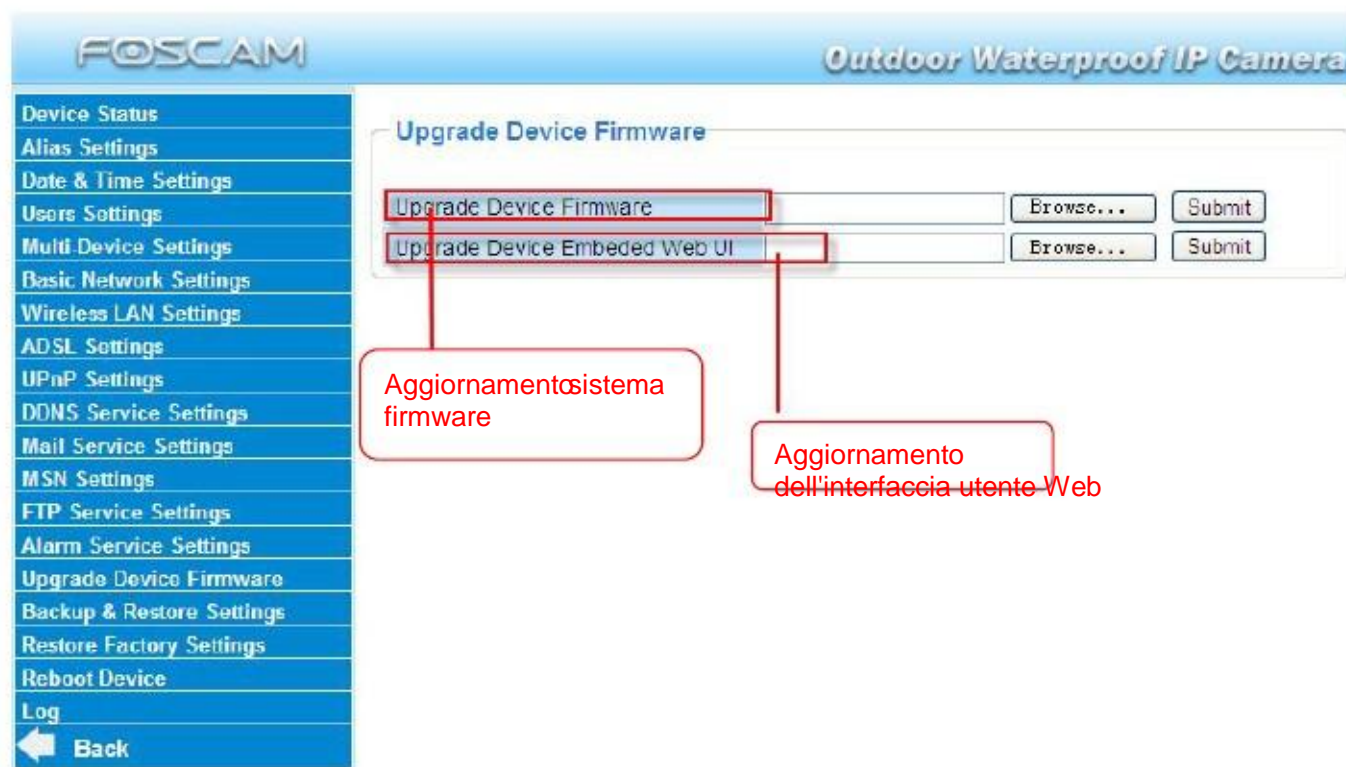 FOSCAM
Outdoor Waterproof IP Camera
Device Status
Alias Settings
Date & Time Settings
Users Settings
Multi-Device Settings
Basic Network Settings
Wireless LAN Settings
ADSL Settings
UPnP Settings
DDNS Service Settings
Mail Service Settings
MSN Settings
FTP Service Settings
Alarm Service Settings
Upgrade Device Firmware
Backup & Restore Settings
Restore Factory Settings
Reboot Device
Log
Back
Upgrade Device Firmware
Upgrade Device Firmware Browse... Submit
Upgrade Device Embeded Web UI Browse... Submit
Aggiornamento sistema
firmware
Aggiornamento
dell'interfaccia utente Web